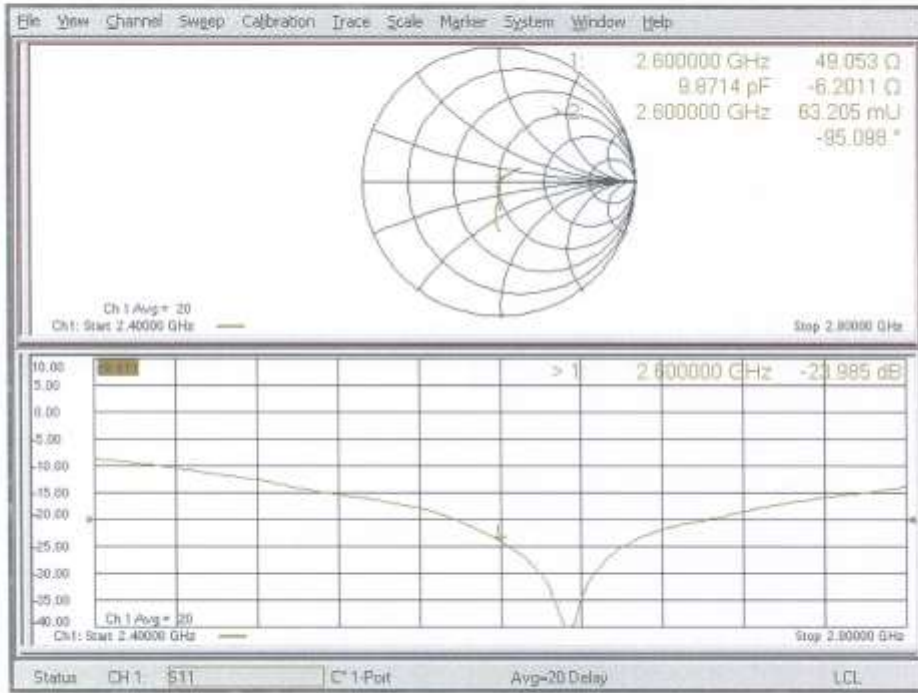 File View Channel Sweep Calibration Trace Scale Marker System Window Help
1: 2.600000 GHz 49.053 Ω
9.8714 pF -6.2011 Ω
> 2: 2.600000 GHz 63.205 mU
-95.098 °
Ch 1 Avg = 20
Ch1: Start 2.40000 GHz
Stop 2.80000 GHz
10.00
> 1: 2.600000 GHz -23.985 dB
5.00
0.00
-5.00
-10.00
-15.00
-20.00
-25.00
-30.00
-35.00
-40.00
Ch 1 Avg = 20
Ch1: Start 2.40000 GHz
Stop 2.80000 GHz
Status CH 1: S11 C* 1-Port Avg=20 Delay LCL